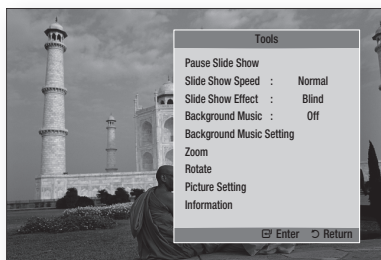 Tools
Pause Slide Show
Slide Show Speed : Normal
Slide Show Effect : Blind
Background Music : Off
Background Music Setting
Zoom
Rotate
Picture Setting
Information
Enter Return